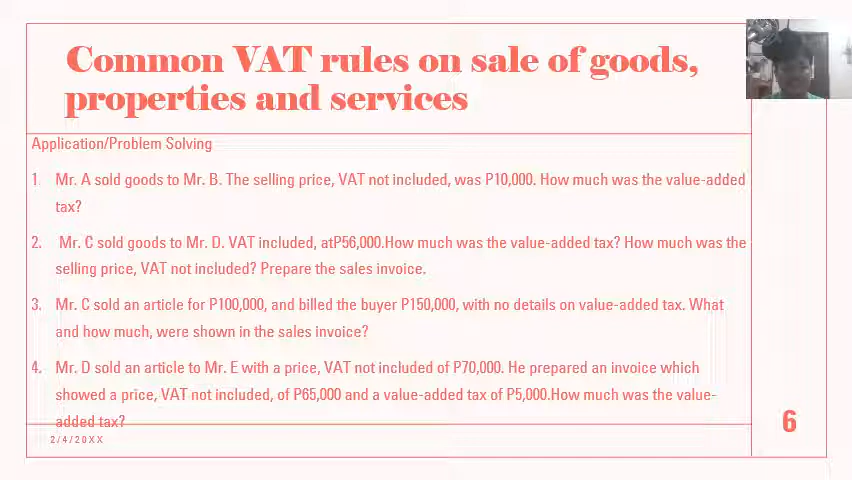 Common VAT rules on sale of goods,
properties and services
Application/Problem Solving
1. Mr. A sold goods to Mr. B. The selling price, VAT not included, was P10,000. How much was the value-added
tax?
2. Mr. C sold goods to Mr. D. VAT included, atP56,000.How much was the value-added tax? How much was the
selling price, VAT not included? Prepare the sales invoice.
3. Mr. C sold an article for P100,000, and billed the buyer P150,000, with no details on value-added tax. What
and how much, were shown in the sales invoice?
4. Mr. D sold an article to Mr. E with a price, VAT not included of P70,000. He prepared an invoice which
showed a price, VAT not included, of P65,000 and a value-added tax of P5,000.How much was the value-
added tax?
2/4/20XX
6